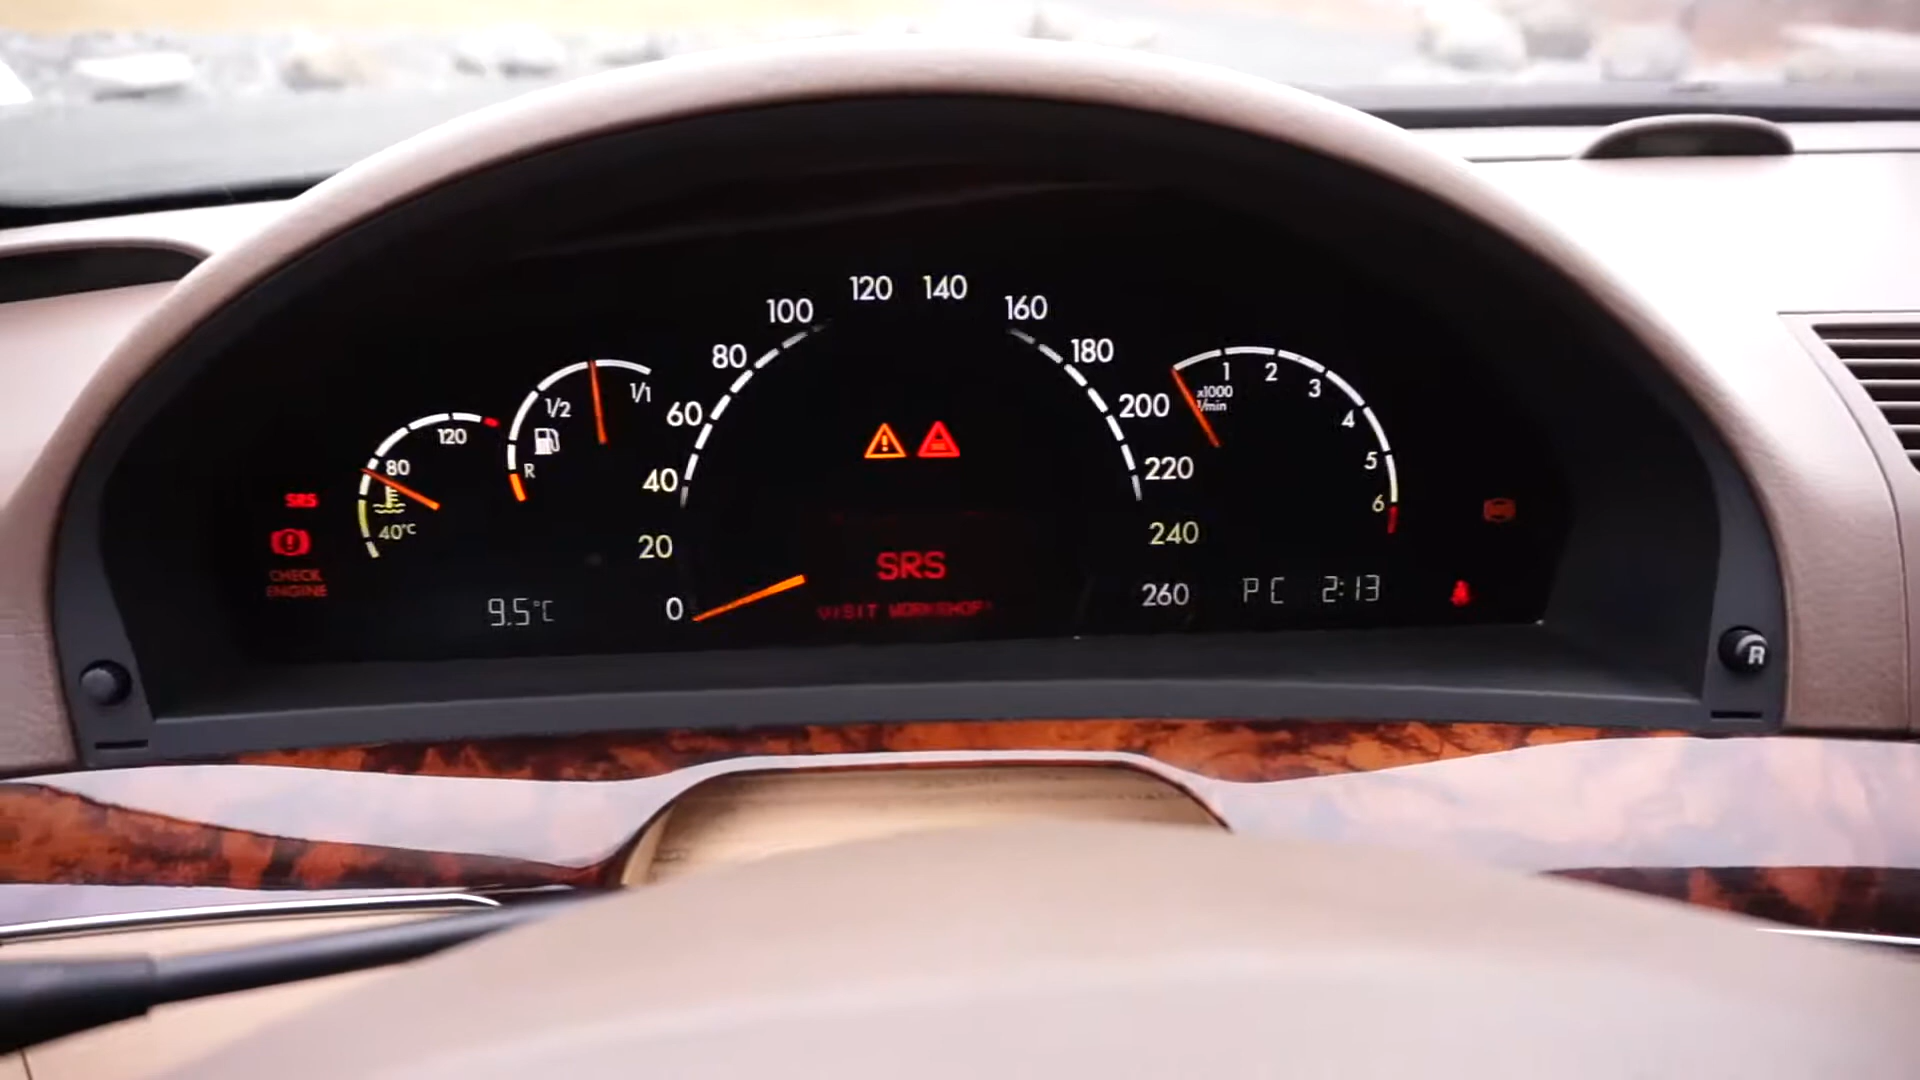 120 140
100 160
80 180
60 200
40 220
20 240
0 260
1/1
1/2
R
120
80
40°C
SRS
CHECK
ENGINE
9.5°C
SRS
VISIT WORKSHOP!
1 2 3 4 5 6
x1000
1/min
P C 2:13
R